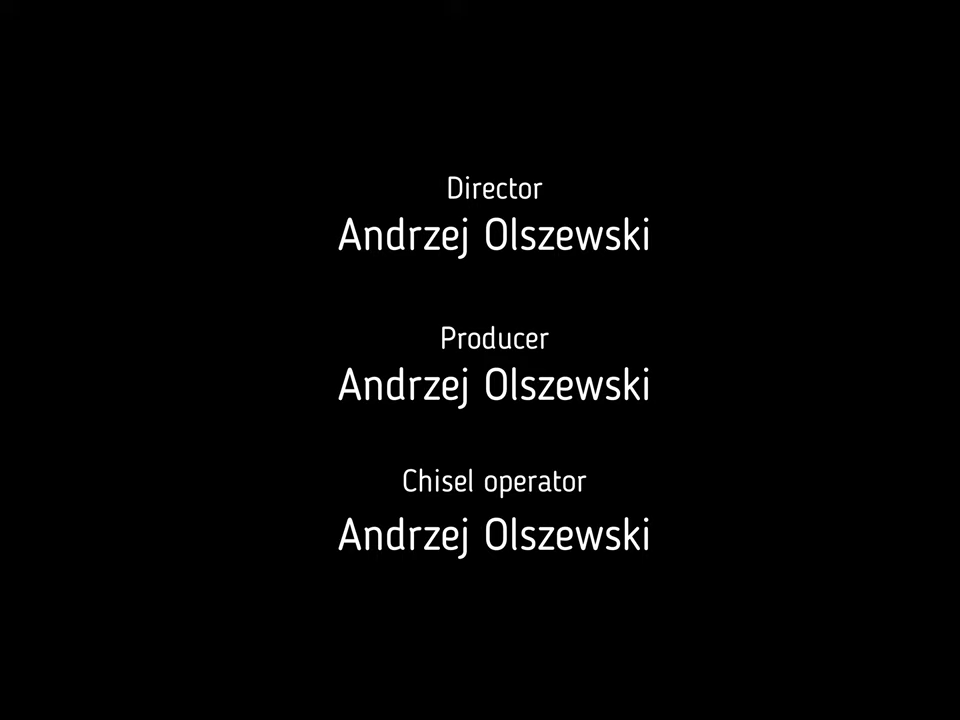 Director
Andrzej Olszewski
Producer
Andrzej Olszewski
Chisel operator
Andrzej Olszewski